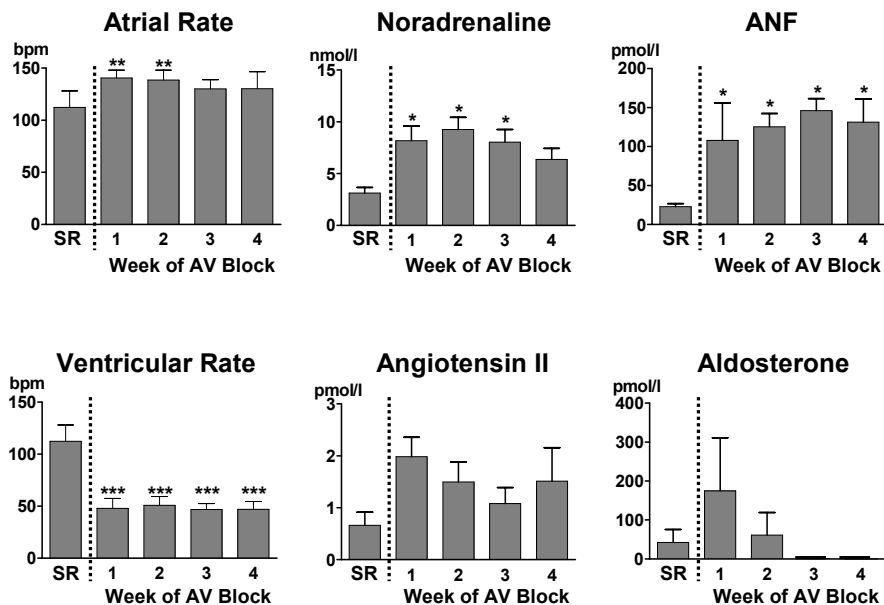 Atrial Rate
bpm
150
100
50
0
** **
SR 1 2 3 4
Week of AV Block
Noradrenaline
nmol/l
15
10
5
0
* * *
SR 1 2 3 4
Week of AV Block
ANF
pmol/l
200
150
100
50
0
* * * *
SR 1 2 3 4
Week of AV Block
Ventricular Rate
bpm
150
100
50
0
*** *** *** ***
SR 1 2 3 4
Week of AV Block
Angiotensin II
pmol/l
3
2
1
0
SR 1 2 3 4
Week of AV Block
Aldosterone
pmol/l
400
300
200
100
0
SR 1 2 3 4
Week of AV Block